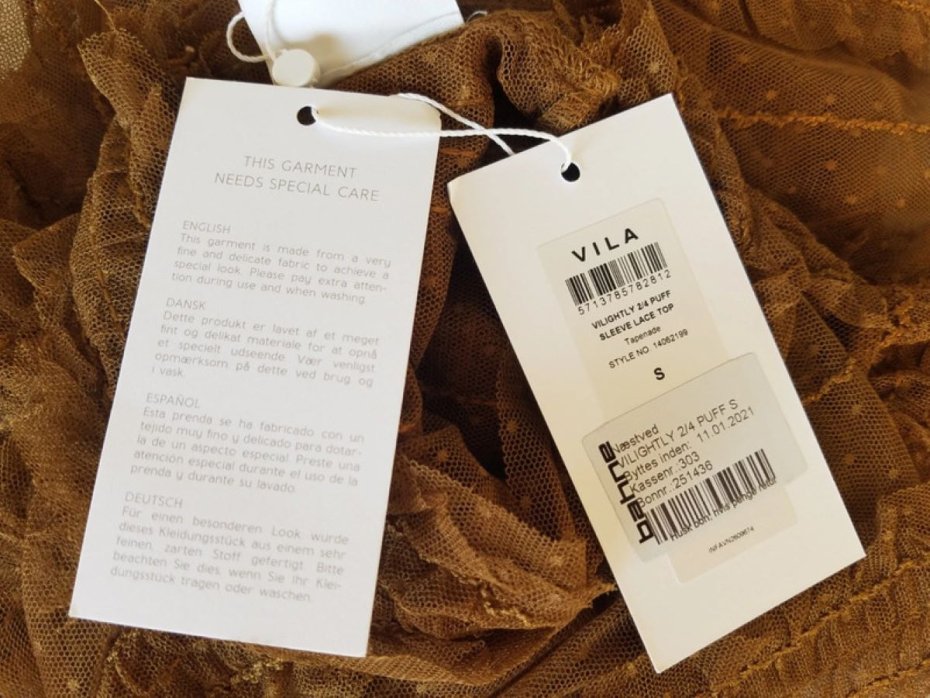 THIS GARMENT
NEEDS SPECIAL CARE
ENGLISH
This garment is made from a very
fine and delicate fabric to achieve a
special look. Please pay extra atten-
tion during use and when washing.
DANSK
Dette produkt er lavet af et meget
fint og delikat materiale for at opnå
et specielt udseende. Vær venligst
opmærksom på dette ved brug og
i vask.
ESPAÑOL
Esta prenda se ha fabricado con un
tejido muy fino y delicado para dotar-
la de un aspecto especial. Preste una
atención especial durante el uso de la
prenda y durante su lavado.
DEUTSCH
Für einen besonderen Look wurde
dieses Kleidungsstück aus einem sehr
feinen, zarten Stoff gefertigt. Bitte
beachten Sie dies, wenn Sie Ihr Klei-
dungsstück tragen oder waschen.
VILA
5713785782812
VILIGHTLY 2/4 PUFF
SLEEVE LACE TOP
Tapenade
STYLE NO. 14062199
S
bahne
Næstved
VILIGHTLY 2/4 PUFF S
Byttes inden: 11.01.2021
Kassenr.:303
Bonnr.:251436
Husk bon, hvis penge retur